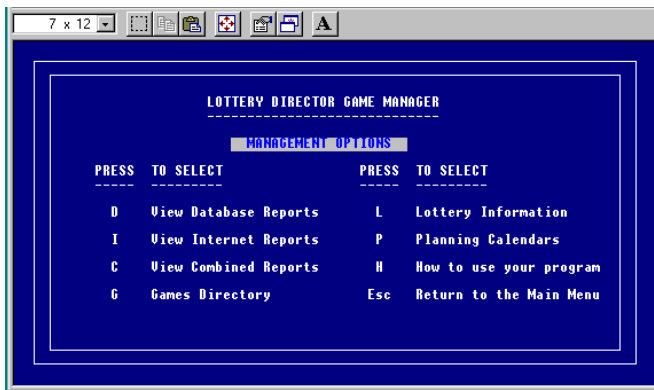 7 x 12
A
LOTTERY DIRECTOR GAME MANAGER
-----------------------------
MANAGEMENT OPTIONS
PRESS TO SELECT PRESS TO SELECT
----- --------- ----- ---------
D View Database Reports L Lottery Information
I View Internet Reports P Planning Calendars
C View Combined Reports H How to use your program
G Games Directory Esc Return to the Main Menu